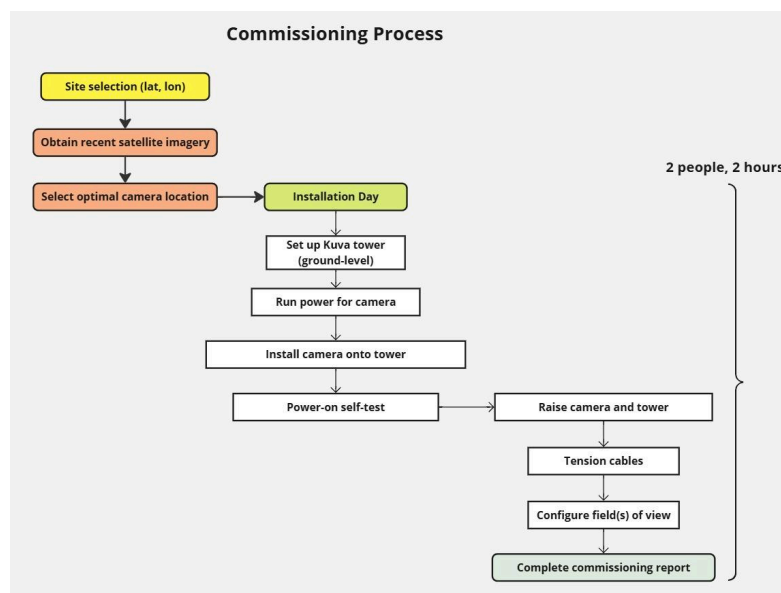 Commissioning Process
Site selection (lat, lon)
Obtain recent satellite imagery
2 people, 2 hours
Select optimal camera location
Installation Day
Set up Kuva tower
(ground-level)
Run power for camera
Install camera onto tower
Power-on self-test
Raise camera and tower
Tension cables
Configure field(s) of view
Complete commissioning report